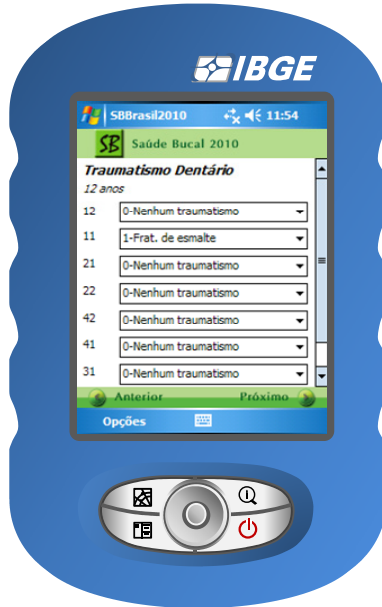 IBGE
SBBrasil2010 11:54
SB Saúde Bucal 2010
Traumatismo Dentário
12 anos
12 0-Nenhum traumatismo
11 1-Frat. de esmalte
21 0-Nenhum traumatismo
22 0-Nenhum traumatismo
42 0-Nenhum traumatismo
41 0-Nenhum traumatismo
31 0-Nenhum traumatismo
Anterior Próximo
Opções